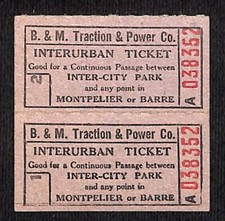 B. & M. Traction & Power Co.
INTERURBAN TICKET
Good for a Continuous Passage between
INTER-CITY PARK
and any point in
MONTPELIER or BARRE
2
A 038352
B. & M. Traction & Power Co.
INTERURBAN TICKET
Good for a Continuous Passage between
INTER-CITY PARK
and any point in
MONTPELIER or BARRE
1
A 038352